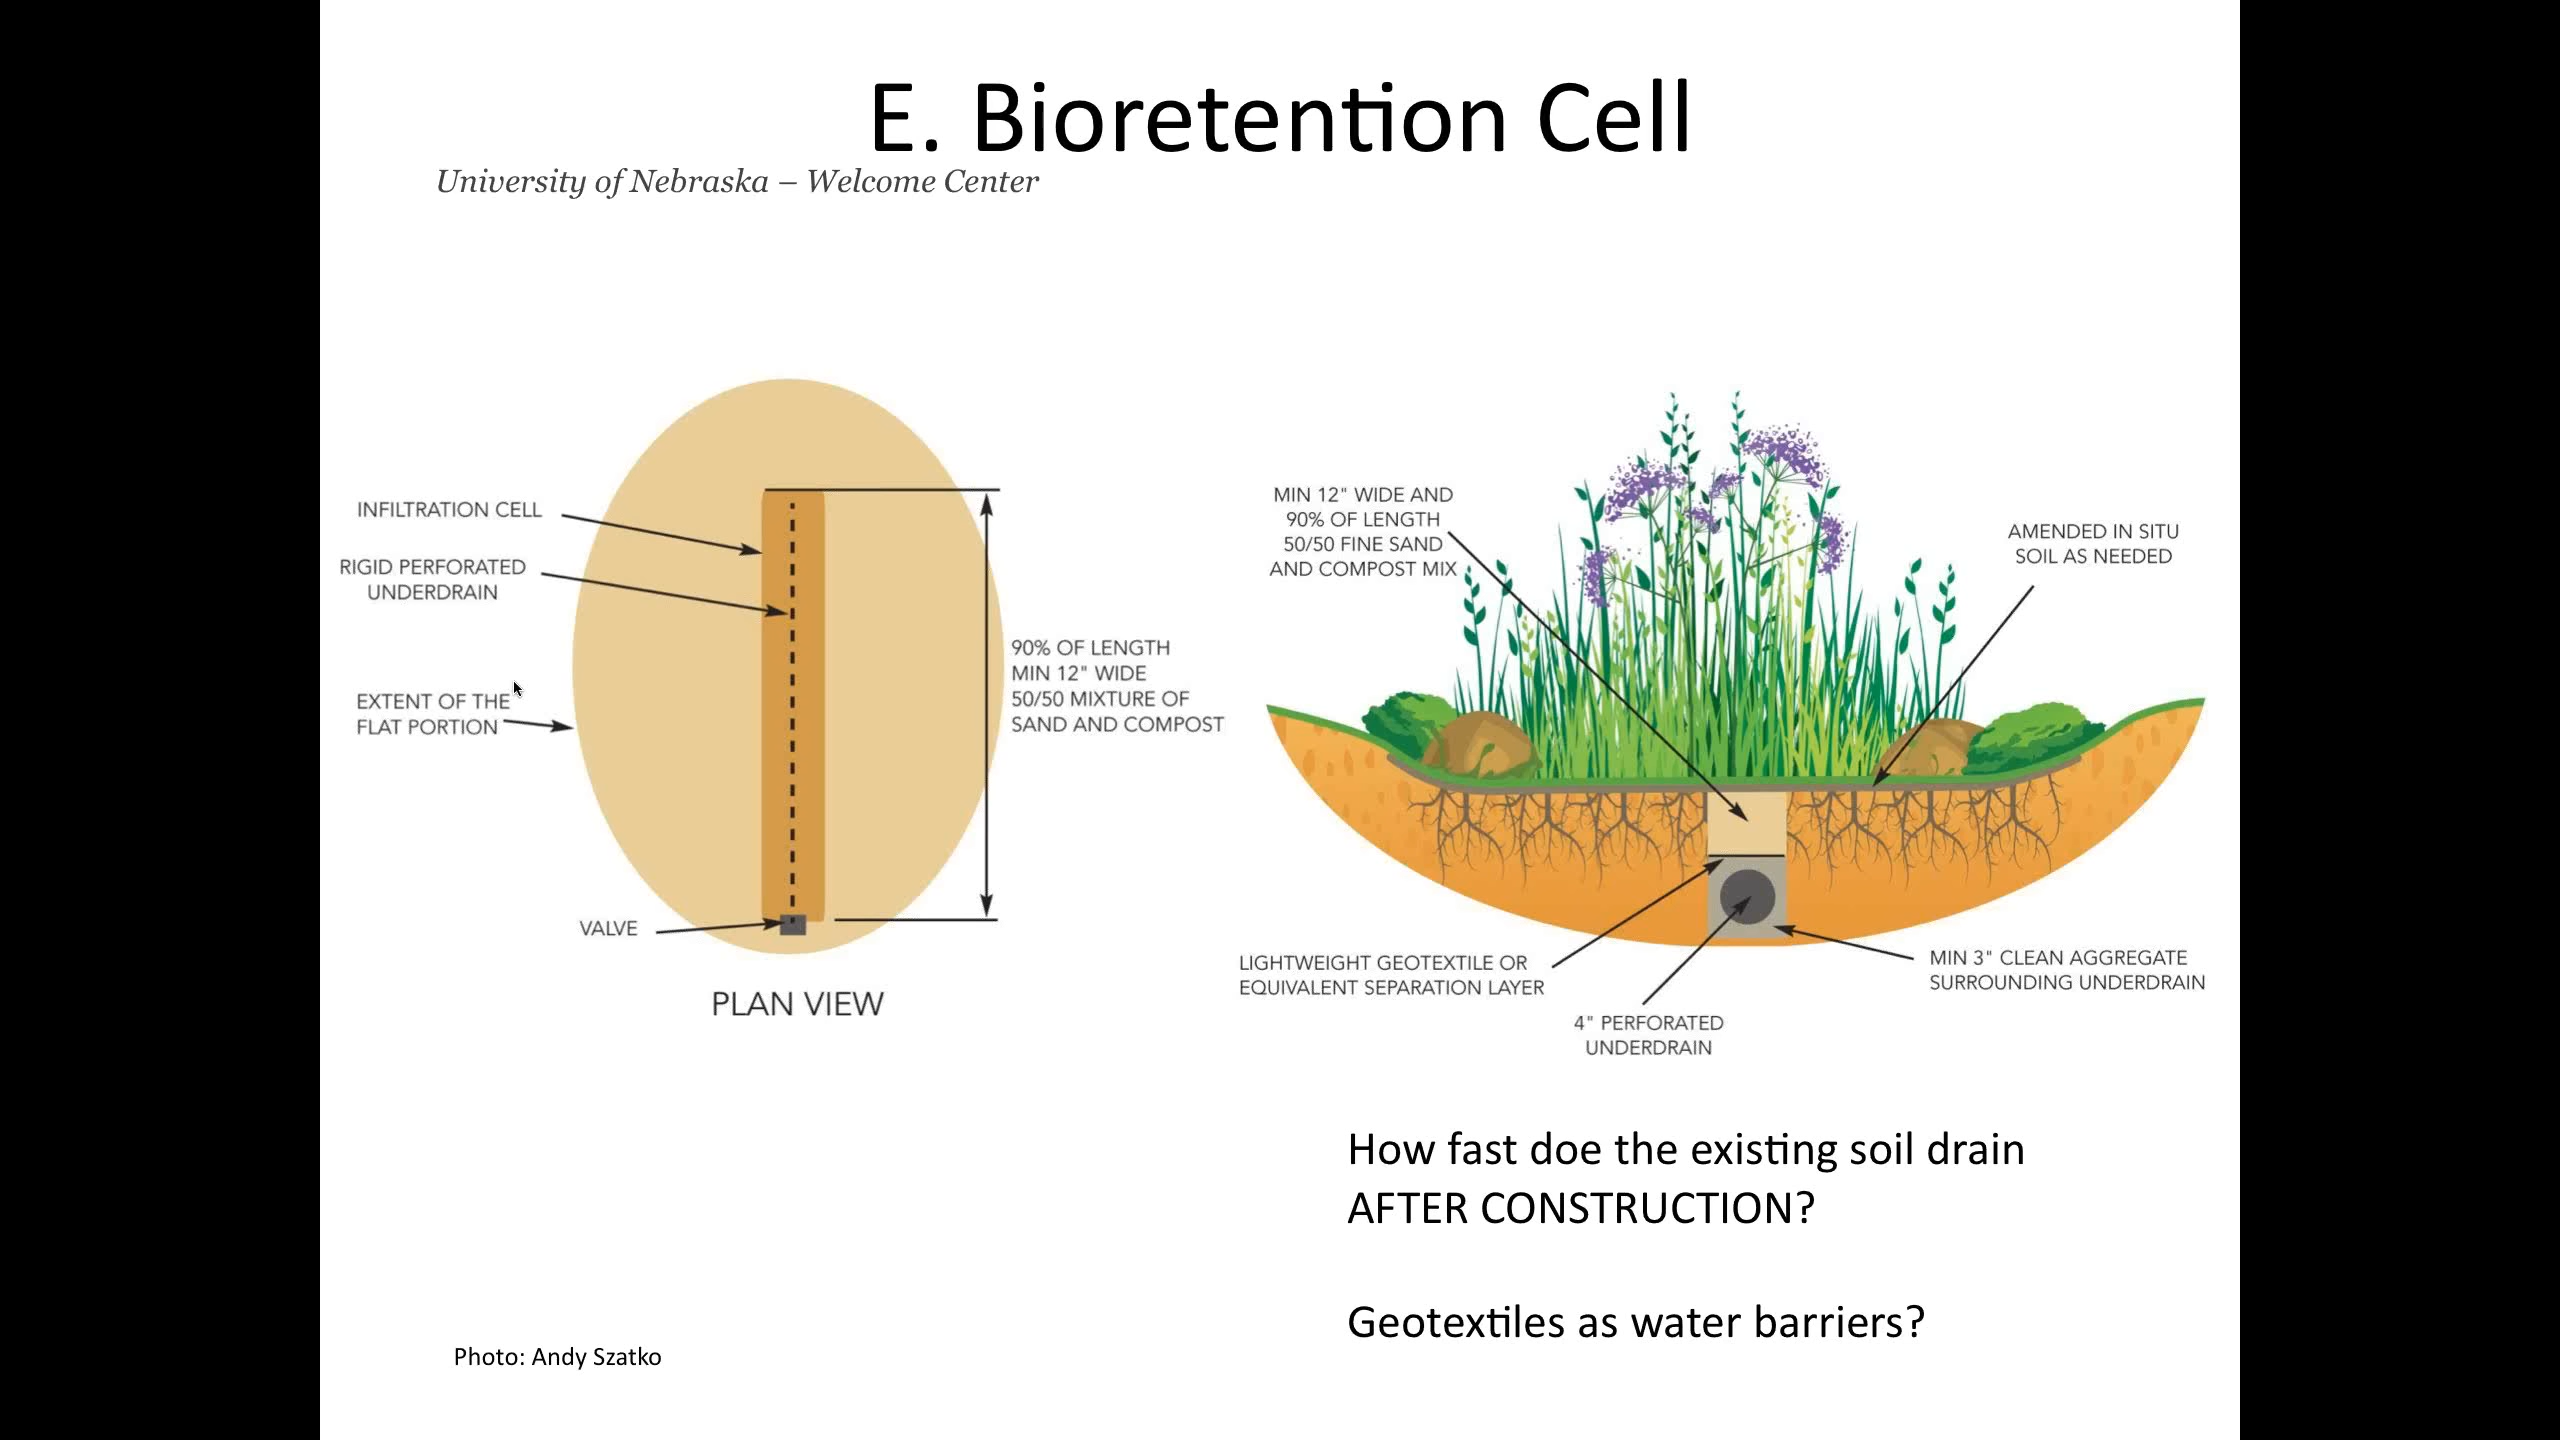 E. Bioretention Cell
University of Nebraska – Welcome Center
INFILTRATION CELL
RIGID PERFORATED
UNDERDRAIN
EXTENT OF THE
FLAT PORTION
VALVE
90% OF LENGTH
MIN 12" WIDE
50/50 MIXTURE OF
SAND AND COMPOST
PLAN VIEW
MIN 12" WIDE AND
90% OF LENGTH
50/50 FINE SAND
AND COMPOST MIX
AMENDED IN SITU
SOIL AS NEEDED
LIGHTWEIGHT GEOTEXTILE OR
EQUIVALENT SEPARATION LAYER
4" PERFORATED
UNDERDRAIN
MIN 3" CLEAN AGGREGATE
SURROUNDING UNDERDRAIN
How fast doe the existing soil drain
AFTER CONSTRUCTION?
Geotextiles as water barriers?
Photo: Andy Szatko